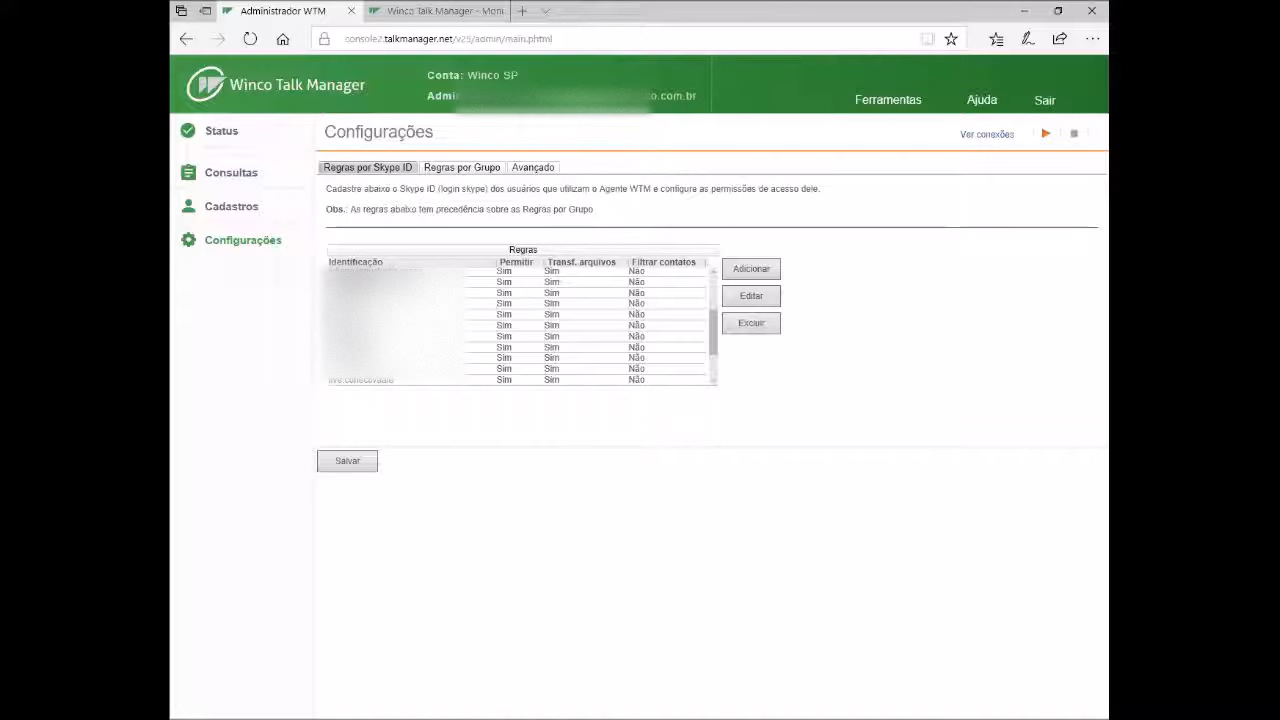 Administrador WTM
Winco Talk Manager - Moni
console2.talkmanager.net/v25/admin/main.phtml
Winco Talk Manager
Conta: Winco SP
Admi o.com.br
Ferramentas Ajuda Sair
Status
Consultas
Cadastros
Configurações
Configurações
Ver conexões
Regras por Skype ID Regras por Grupo Avançado
Cadastre abaixo o Skype ID (login skype) dos usuários que utilizam o Agente WTM e configure as permissões de acesso dele.
Obs.: As regras abaixo tem precedência sobre as Regras por Grupo
Regras
Identificação Permitir Transf. arquivos Filtrar contatos
Sim Sim Não
Sim Sim Não
Sim Sim Não
Sim Sim Não
Sim Sim Não
Sim Sim Não
Sim Sim Não
Sim Sim Não
Sim Sim Não
Sim Sim Não
Sim Sim Não
Adicionar
Editar
Excluir
Salvar